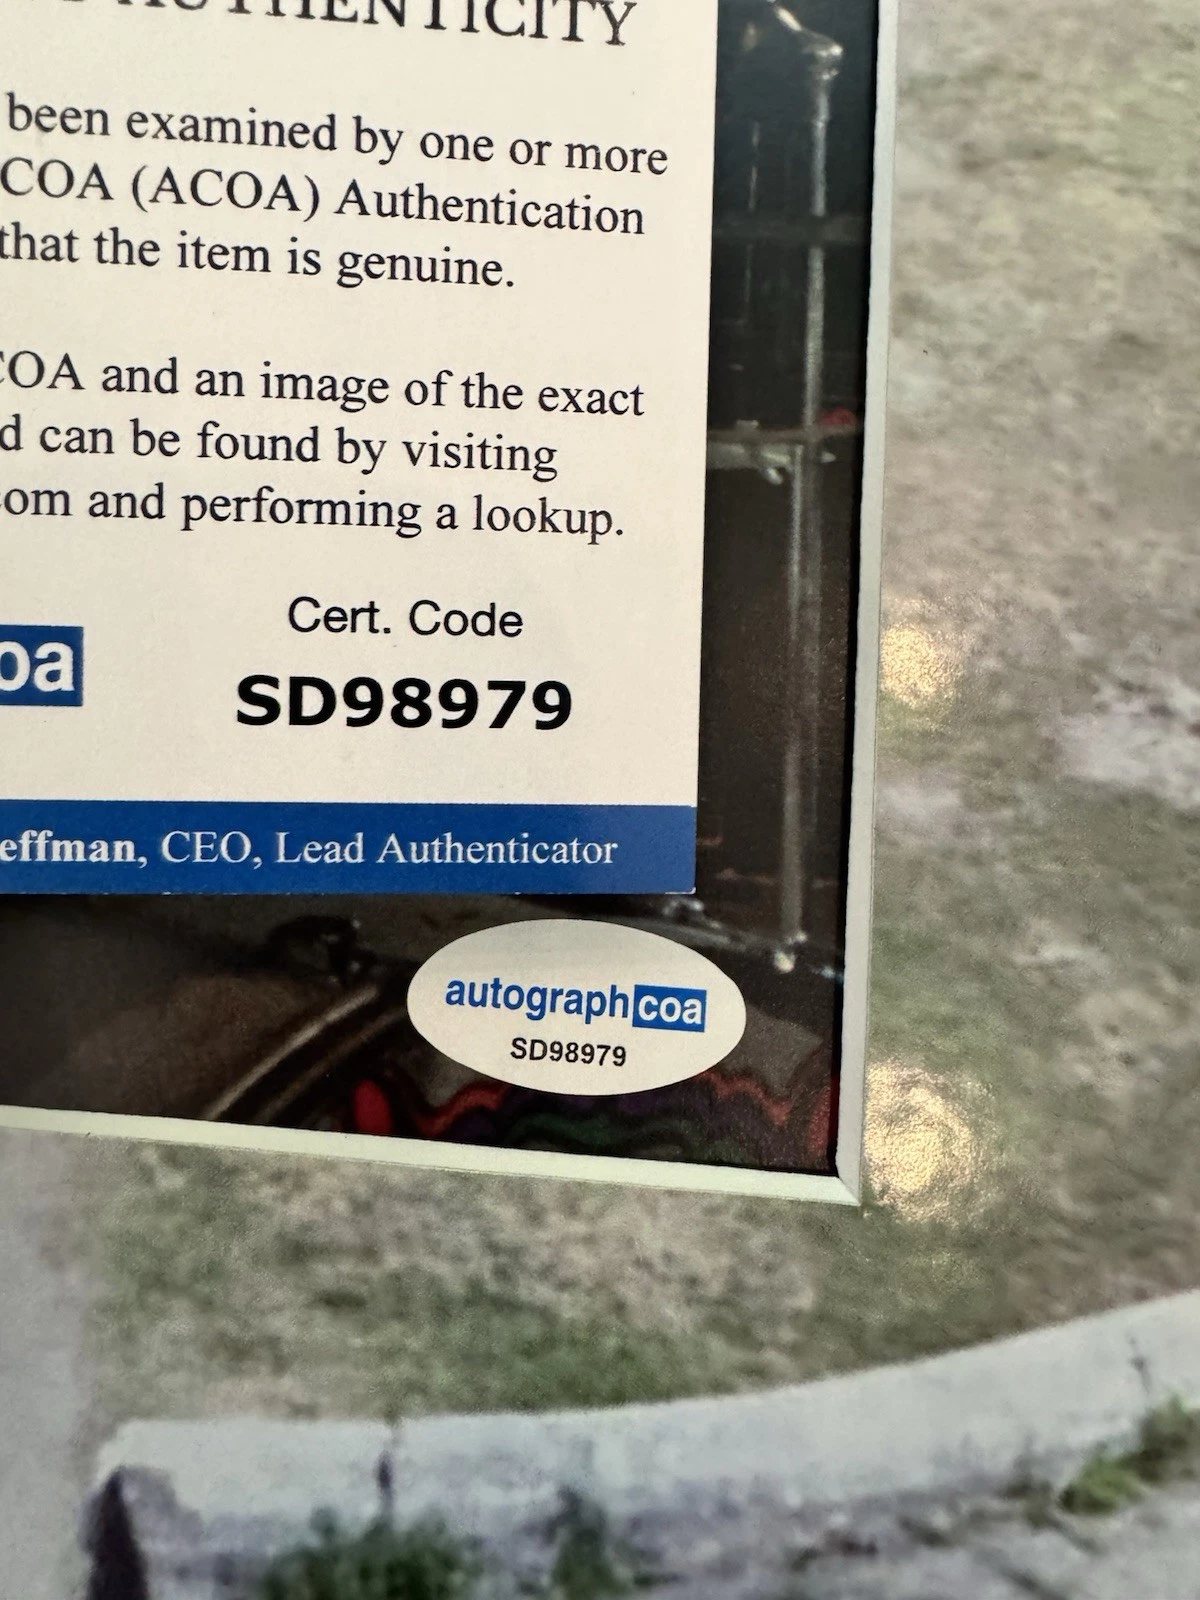 AUTHENTICITY
been examined by one or more
COA (ACOA) Authentication
that the item is genuine.
COA and an image of the exact
d can be found by visiting
com and performing a lookup.
Cert. Code
oa
SD98979
effman, CEO, Lead Authenticator
autographcoa
SD98979